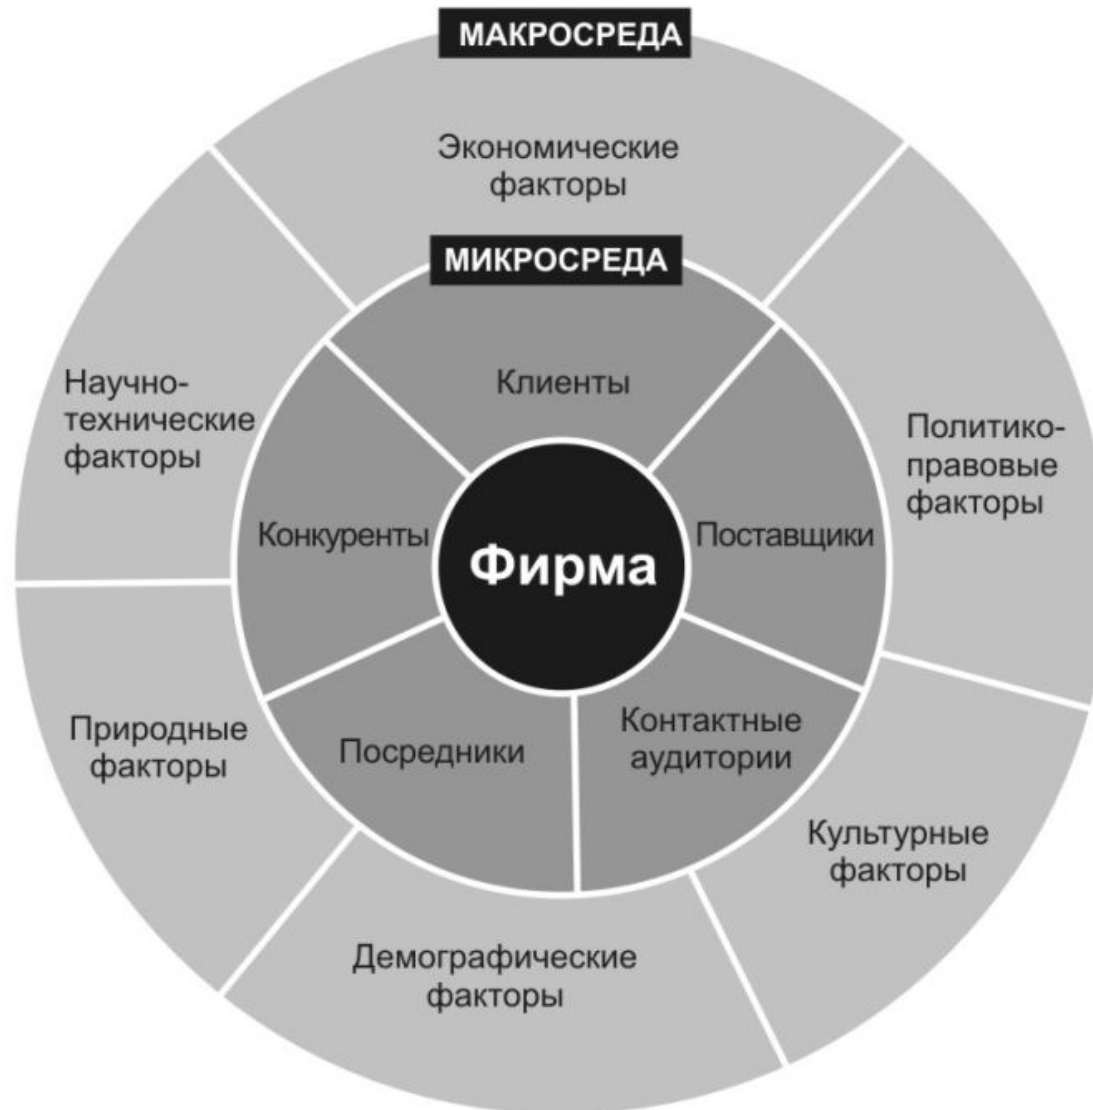 МАКРОСРЕДА
Экономические
факторы
МИКРОСРЕДА
Клиенты
Научно-
технические
факторы
Политико-
правовые
факторы
Конкуренты
Фирма
Поставщики
Природные
факторы
Посредники
Контактные
аудитории
Культурные
факторы
Демографические
факторы